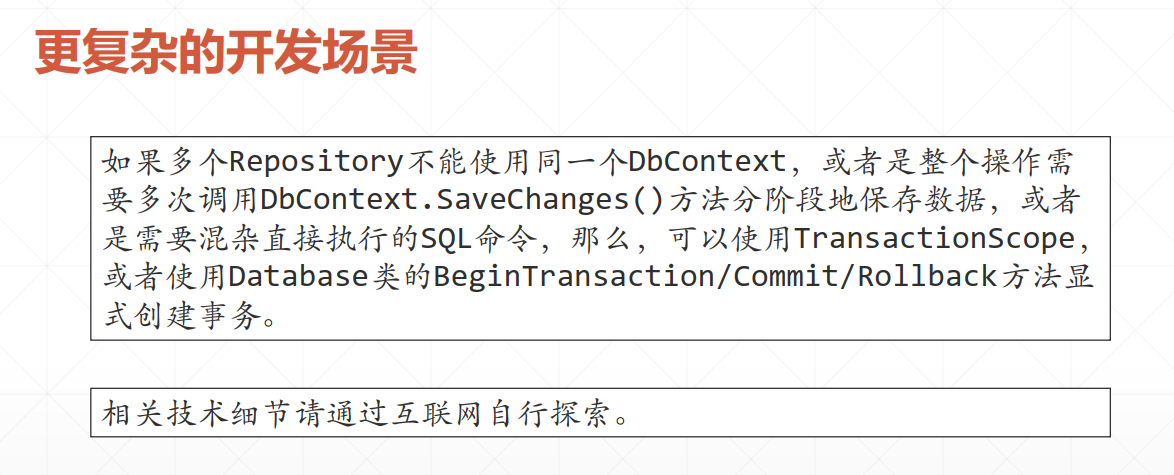 更复杂的开发场景
如果多个Repository不能使用同一个DbContext，或者是整个操作需
要多次调用DbContext.SaveChanges()方法分阶段地保存数据，或者
是需要混杂直接执行的SQL命令，那么，可以使用TransactionScope，
或者使用Database类的BeginTransaction/Commit/Rollback方法显
式创建事务。
相关技术细节请通过互联网自行探索。